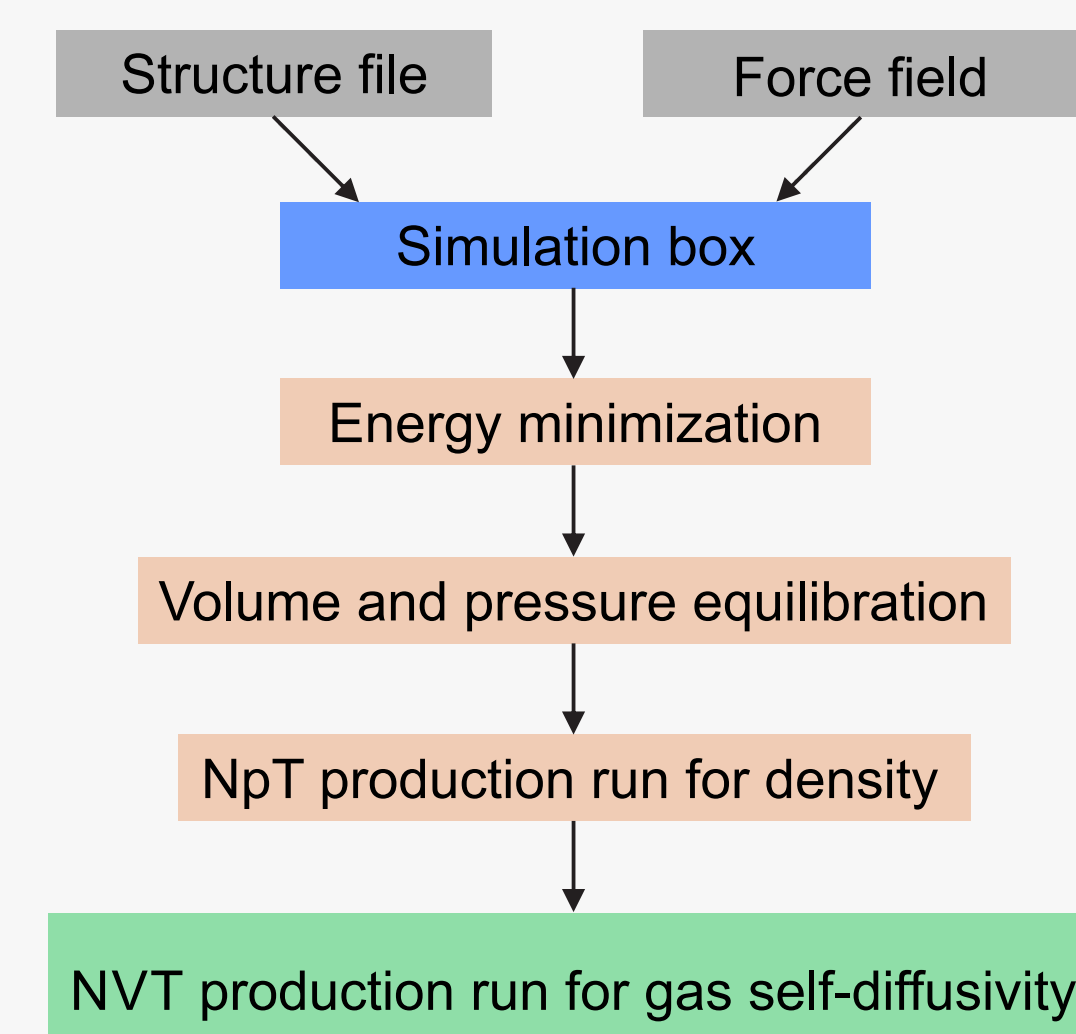 Structure file
Force field
Simulation box
Energy minimization
Volume and pressure equilibration
NpT production run for density
NVT production run for gas self-diffusivity